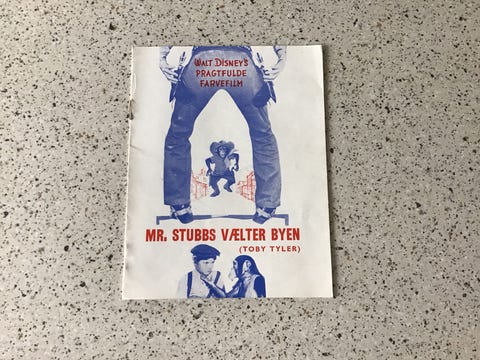 WALT DISNEY'S
PRAGTFULDE
FARVEFILM
MR. STUBBS VÆLTER BYEN
(TOBY TYLER)